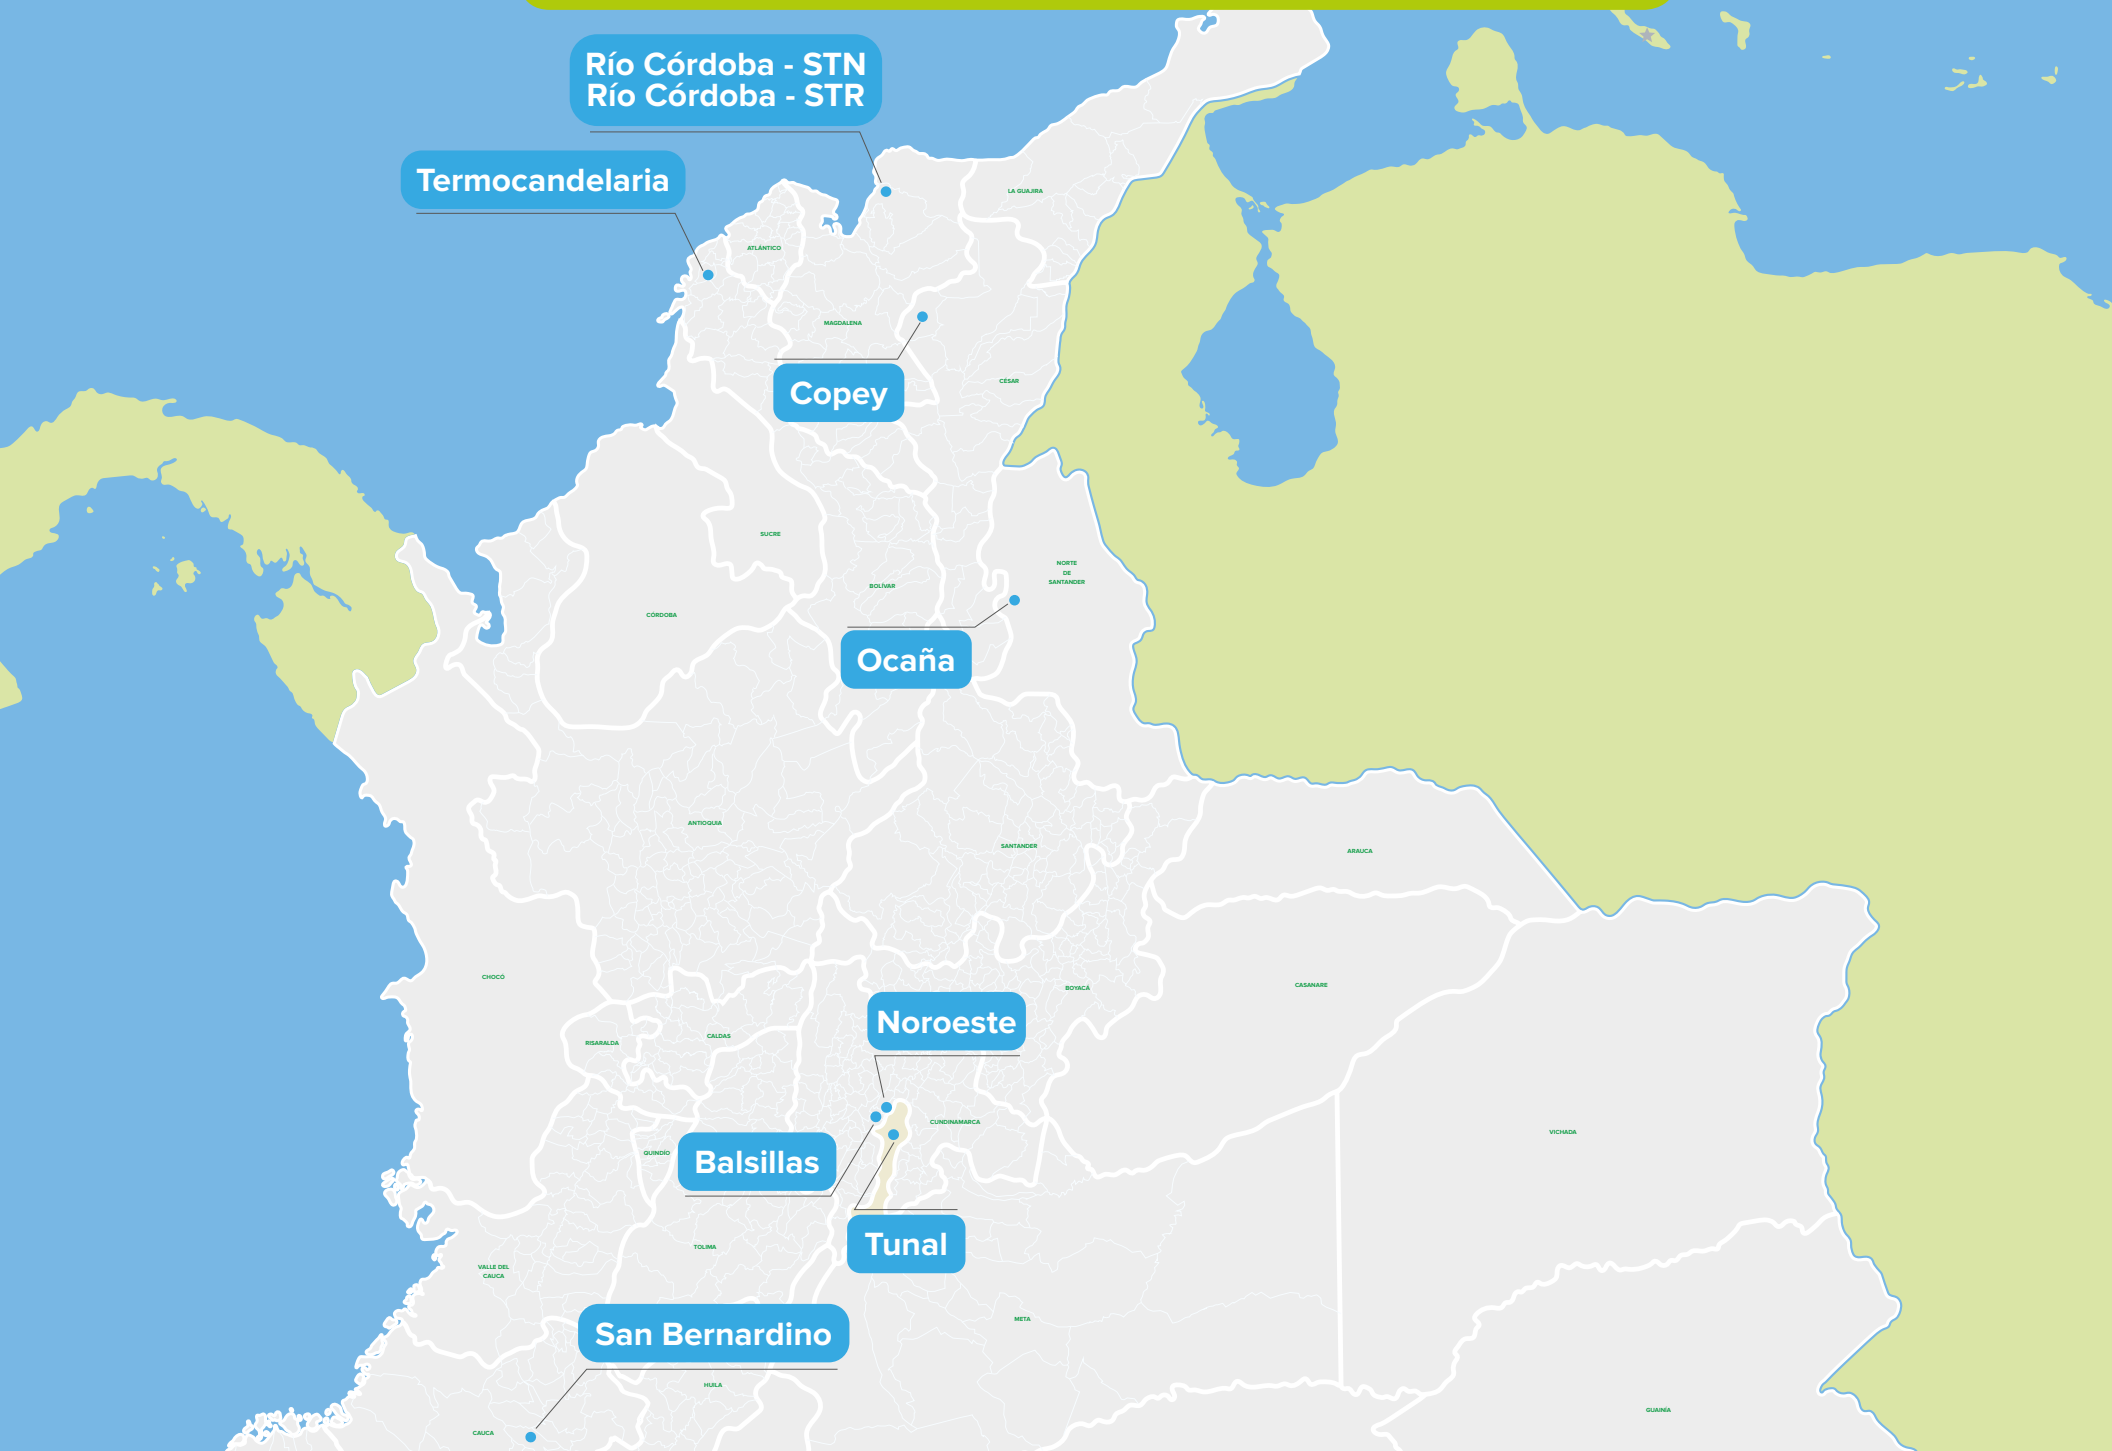 Río Córdoba - STN
Río Córdoba - STR
Termocandelaria
LA GUAJIRA
ATLÁNTICO
MAGDALENA
CÉSAR
Copey
SUCRE
NORTE
DE
SANTANDER
BOLÍVAR
CÓRDOBA
Ocaña
ANTIOQUIA
SANTANDER
ARAUCA
CHOCÓ
CASANARE
BOYACÁ
Noroeste
CALDAS
RISARALDA
CUNDINAMARCA
VICHADA
QUINDÍO
Balsillas
Tunal
TOLIMA
VALLE DEL
CAUCA
META
San Bernardino
HUILA
GUAINÍA
CAUCA